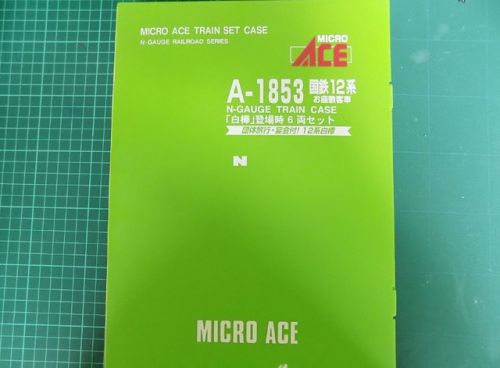 MICRO ACE TRAIN SET CASE
N-GAUGE RAILROAD SERIES
MICRO
ACE
A-1853 国鉄12系
お座敷客車
N-GAUGE TRAIN CASE
「白樺」登場時 6両セット
団体旅行・宴会付! 12系白樺
N
MICRO ACE